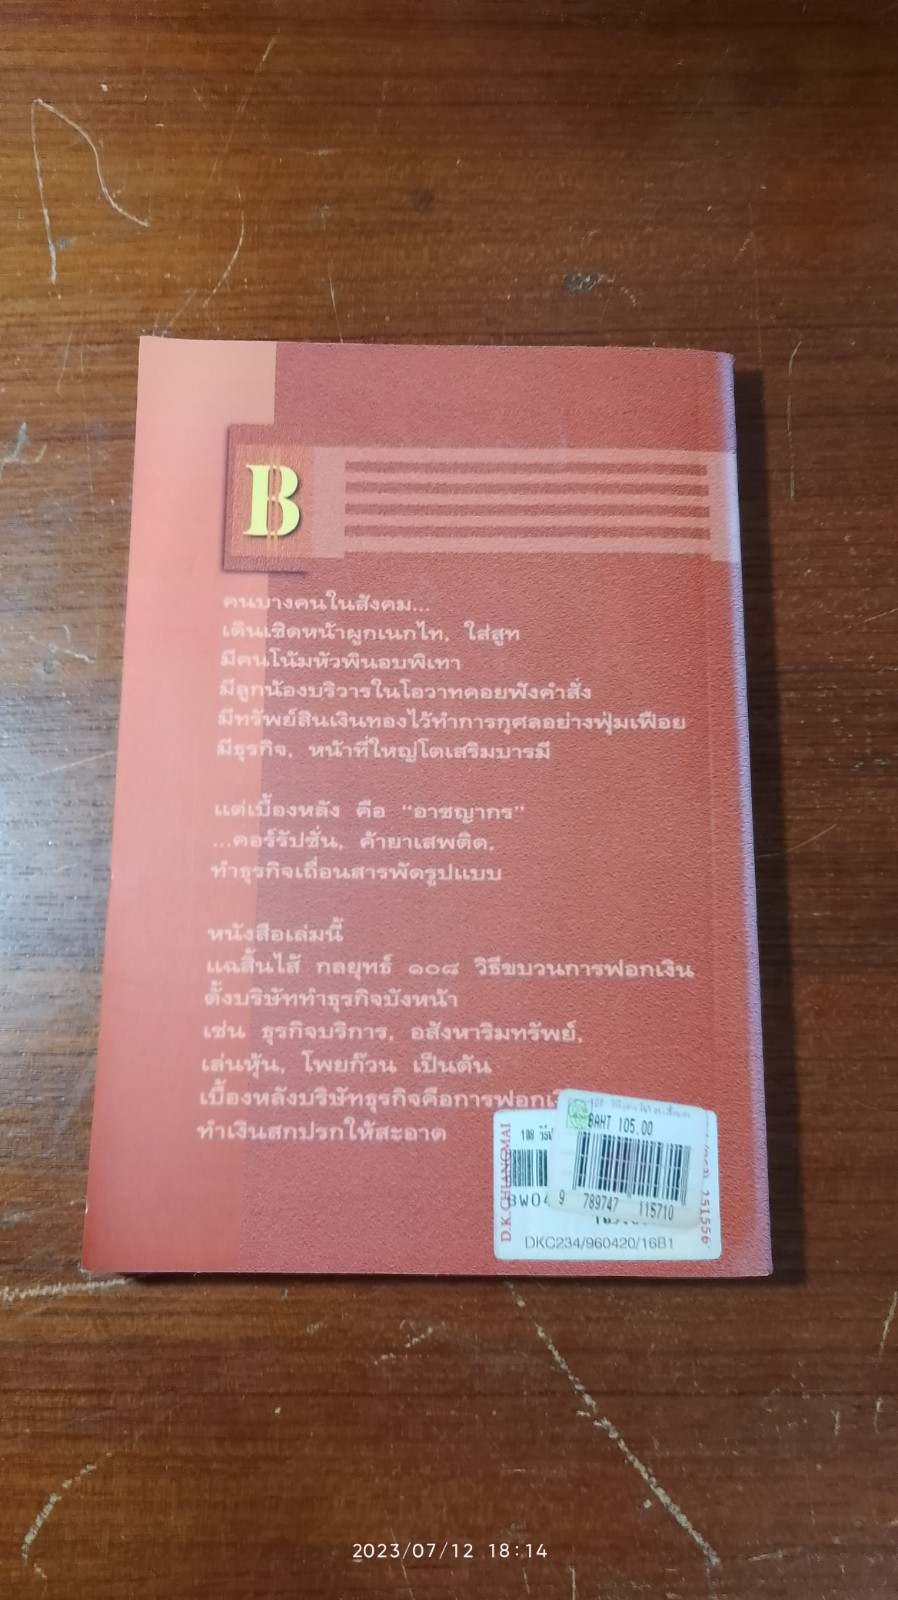 B
คนบางคนในสังคม...
เดินเชิดหน้าผูกเนกไท, ใส่สูท
มีคนโน้มหัวพินอบพิเทา
มีลูกน้องบริวารในโอวาทคอยฟังคำสั่ง
มีทรัพย์สินเงินทองไว้ทำการกุศลอย่างฟุ่มเฟือย
มีธุรกิจ, หน้าที่ใหญ่โตเสริมบารมี
แต่เบื้องหลัง คือ “อาชญากร”
...คอร์รัปชั่น, ค้ายาเสพติด,
ทำธุรกิจเถื่อนสารพัดรูปแบบ
หนังสือเล่มนี้
แฉสิ้นไส้ กลยุทธ์ ๑๐๘ วิธีขบวนการฟอกเงิน
ตั้งบริษัททำธุรกิจบังหน้า
เช่น ธุรกิจบริการ, อสังหาริมทรัพย์,
เล่นหุ้น, โพยก๊วน เป็นต้น
เบื้องหลังบริษัทธุรกิจคือการฟอกเงิ
ทำเงินสกปรกให้สะอาด
BAHT 105.00
9 789747 115710
108 วิธี
D.K. CHIANGMAI
251556
DKC234/960420/16B1
2023/07/12 18:14